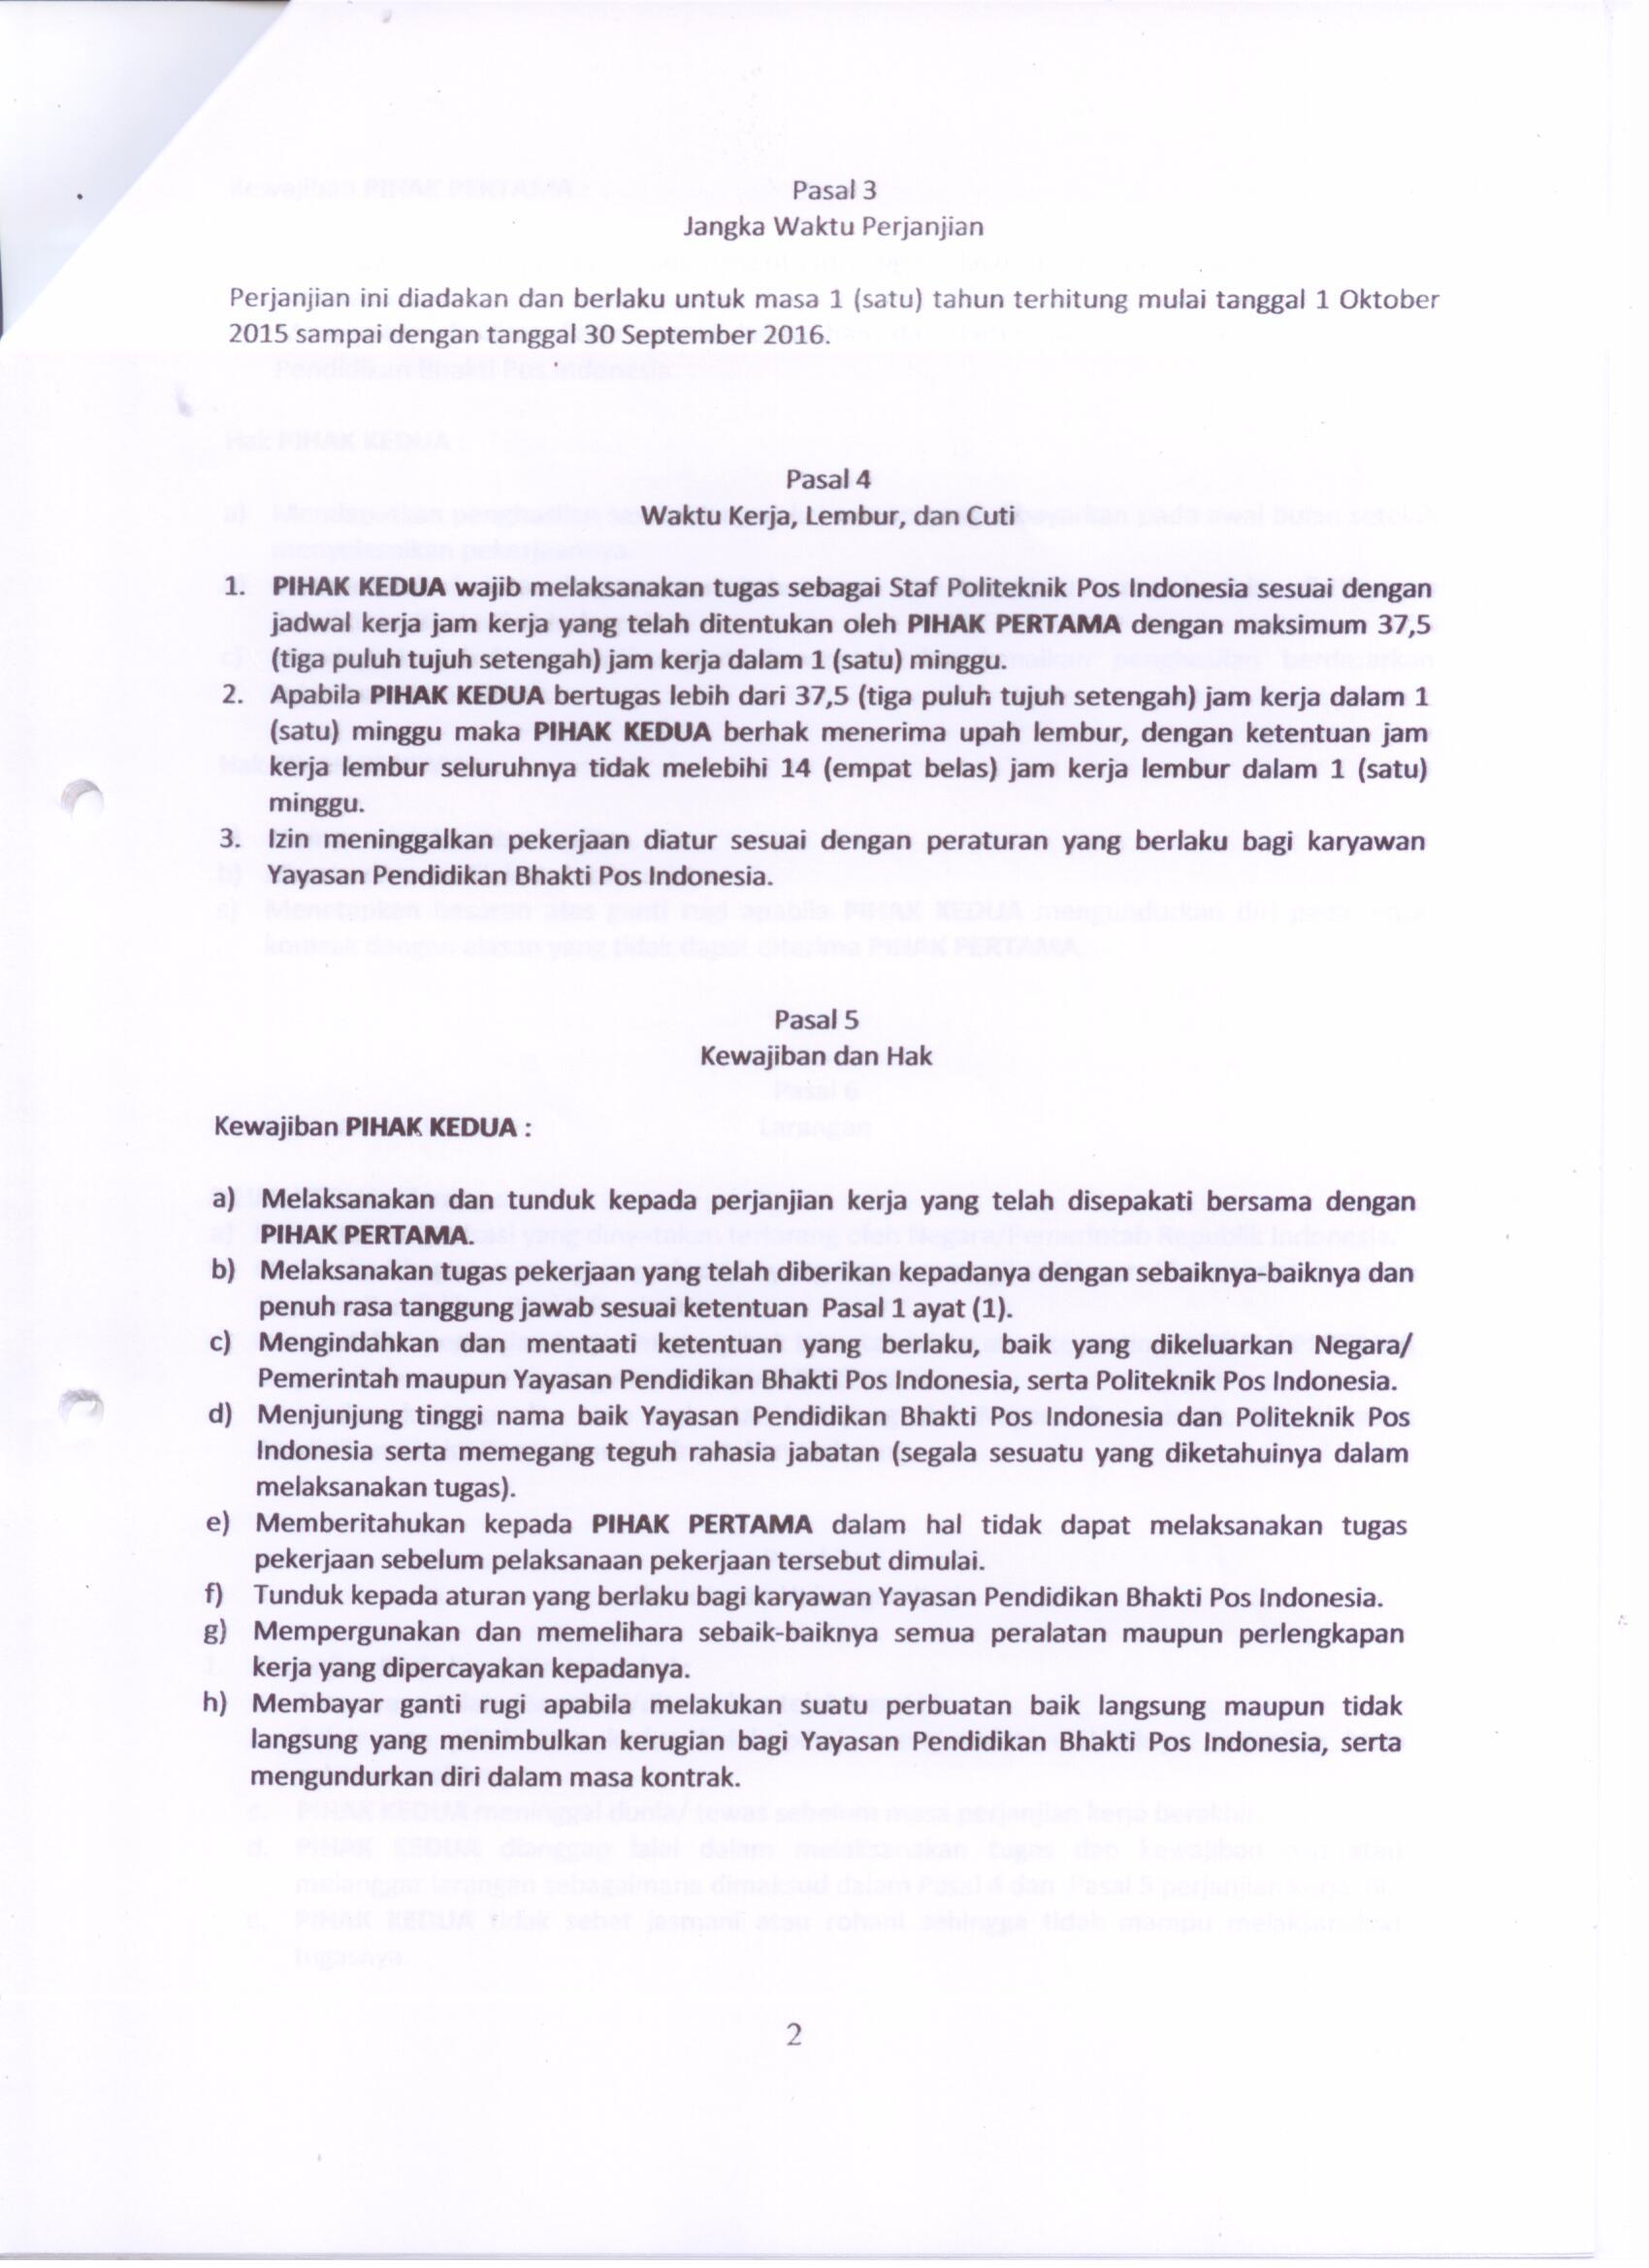 Pasal 3
Jangka Waktu Perjanjian
Perjanjian ini diadakan dan berlaku untuk masa 1 (satu) tahun terhitung mulai tanggal 1 Oktober
2015 sampai dengan tanggal 30 September 2016.
Pasal 4
Waktu Kerja, Lembur, dan Cuti
1. PIHAK KEDUA wajib melaksanakan tugas sebagai Staf Politeknik Pos Indonesia sesuai dengan
jadwal kerja jam kerja yang telah ditentukan oleh PIHAK PERTAMA dengan maksimum 37,5
(tiga puluh tujuh setengah) jam kerja dalam 1 (satu) minggu.
2. Apabila PIHAK KEDUA bertugas lebih dari 37,5 (tiga puluh tujuh setengah) jam kerja dalam 1
(satu) minggu maka PIHAK KEDUA berhak menerima upah lembur, dengan ketentuan jam
kerja lembur seluruhnya tidak melebihi 14 (empat belas) jam kerja lembur dalam 1 (satu)
minggu.
3. Izin meninggalkan pekerjaan diatur sesuai dengan peraturan yang berlaku bagi karyawan
Yayasan Pendidikan Bhakti Pos Indonesia.
Pasal 5
Kewajiban dan Hak
Kewajiban PIHAK KEDUA :
a) Melaksanakan dan tunduk kepada perjanjian kerja yang telah disepakati bersama dengan
PIHAK PERTAMA.
b) Melaksanakan tugas pekerjaan yang telah diberikan kepadanya dengan sebaiknya-baiknya dan
penuh rasa tanggung jawab sesuai ketentuan Pasal 1 ayat (1).
c) Mengindahkan dan mentaati ketentuan yang berlaku, baik yang dikeluarkan Negara/
Pemerintah maupun Yayasan Pendidikan Bhakti Pos Indonesia, serta Politeknik Pos Indonesia.
d) Menjunjung tinggi nama baik Yayasan Pendidikan Bhakti Pos Indonesia dan Politeknik Pos
Indonesia serta memegang teguh rahasia jabatan (segala sesuatu yang diketahuinya dalam
melaksanakan tugas).
e) Memberitahukan kepada PIHAK PERTAMA dalam hal tidak dapat melaksanakan tugas
pekerjaan sebelum pelaksanaan pekerjaan tersebut dimulai.
f) Tunduk kepada aturan yang berlaku bagi karyawan Yayasan Pendidikan Bhakti Pos Indonesia.
g) Mempergunakan dan memelihara sebaik-baiknya semua peralatan maupun perlengkapan
kerja yang dipercayakan kepadanya.
h) Membayar ganti rugi apabila melakukan suatu perbuatan baik langsung maupun tidak
langsung yang menimbulkan kerugian bagi Yayasan Pendidikan Bhakti Pos Indonesia, serta
mengundurkan diri dalam masa kontrak.
2